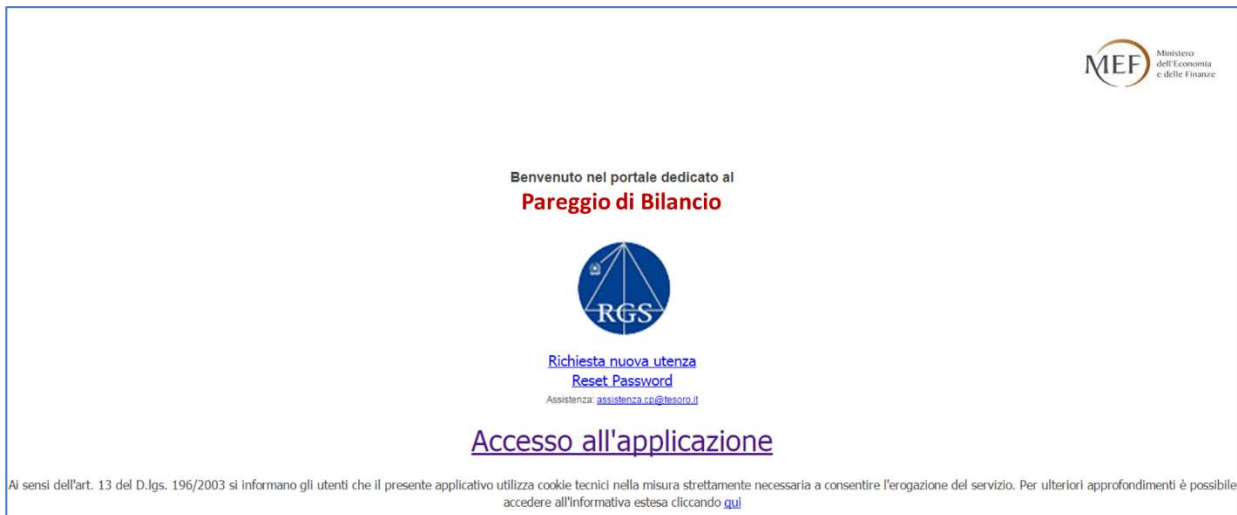 MEF
Ministero
dell'Economia
e delle Finanze
Benvenuto nel portale dedicato al
Pareggio di Bilancio
RGS
Richiesta nuova utenza
Reset Password
Assistenza: assistenza.cp@tesoro.it
Accesso all'applicazione
Ai sensi dell'art. 13 del D.lgs. 196/2003 si informano gli utenti che il presente applicativo utilizza cookie tecnici nella misura strettamente necessaria a consentire l'erogazione del servizio. Per ulteriori approfondimenti è possibile
accedere all'informativa estesa cliccando qui